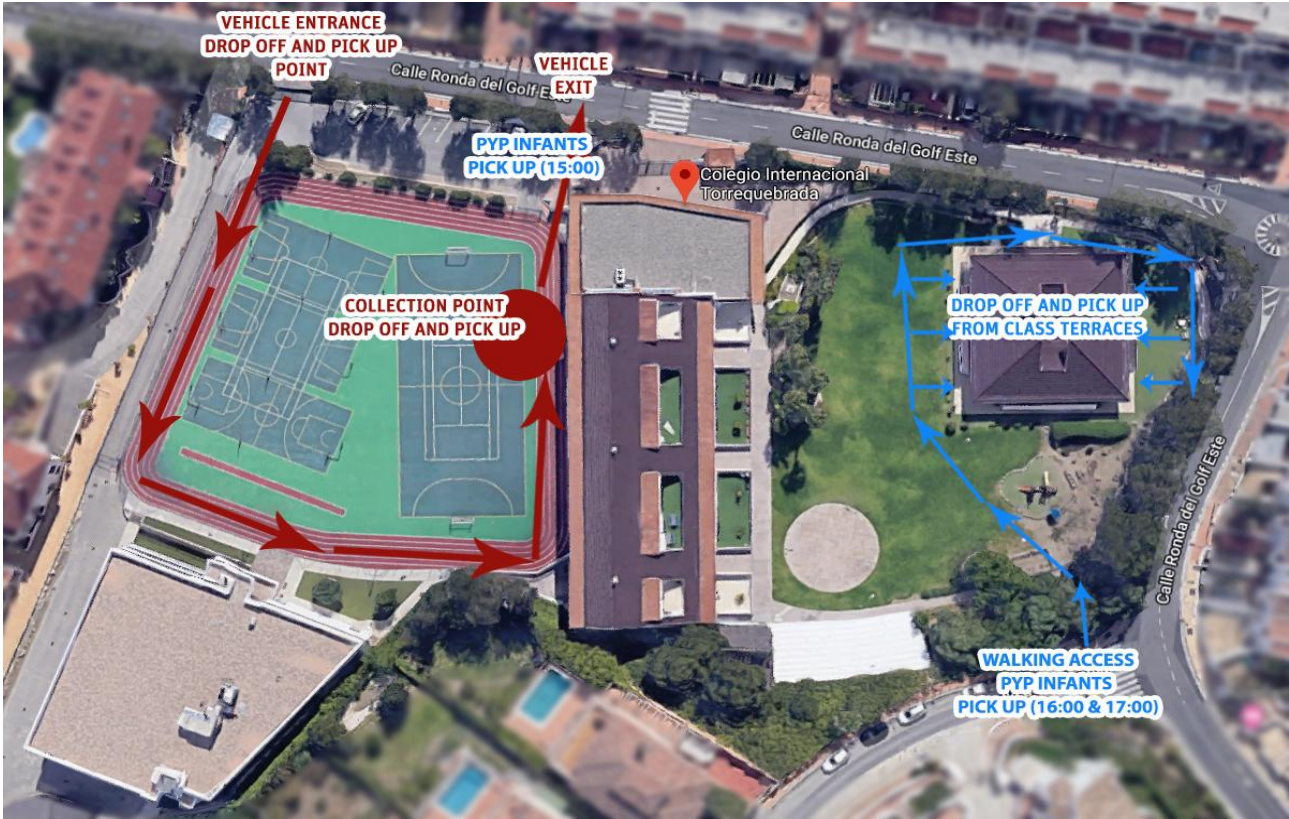 VEHICLE ENTRANCE
DROP OFF AND PICK UP
POINT
VEHICLE
EXIT
Calle Ronda del Golf Este
PYP INFANTS
PICK UP (15:00)
Calle Ronda del Golf Este
Colegio Internacional
Torrequebrada
COLLECTION POINT
DROP OFF AND PICK UP
DROP OFF AND PICK UP
FROM CLASS TERRACES
Calle Ronda del Golf Este
WALKING ACCESS
PYP INFANTS
PICK UP (16:00 & 17:00)